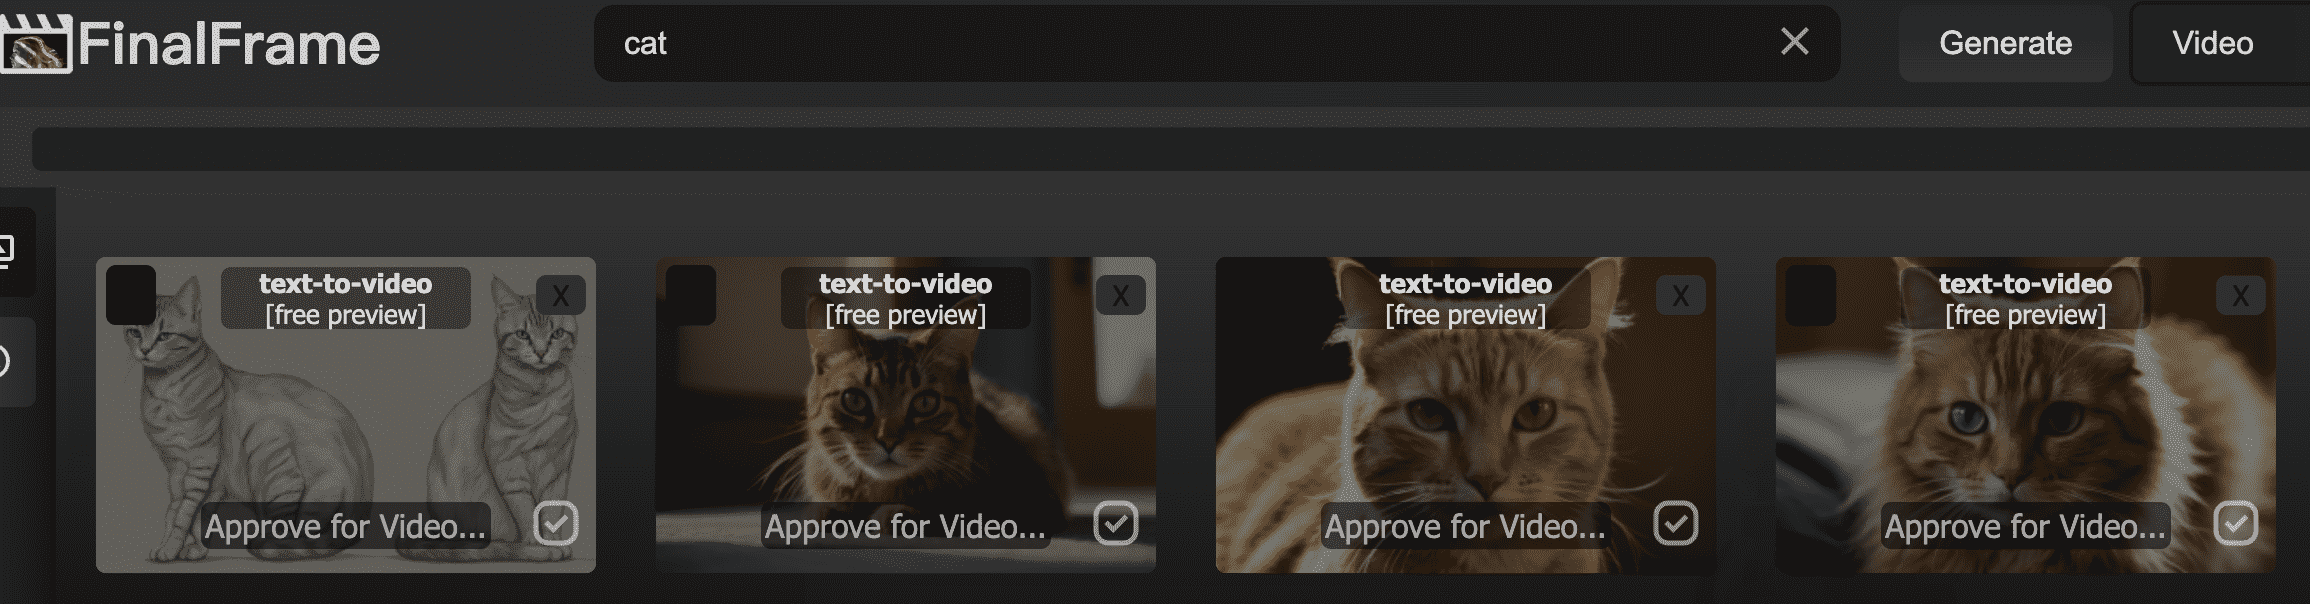 FinalFrame
cat
Generate
Video
text-to-video
[free preview]
X
Approve for Video...
text-to-video
[free preview]
X
Approve for Video...
text-to-video
[free preview]
X
Approve for Video...
text-to-video
[free preview]
X
Approve for Video...